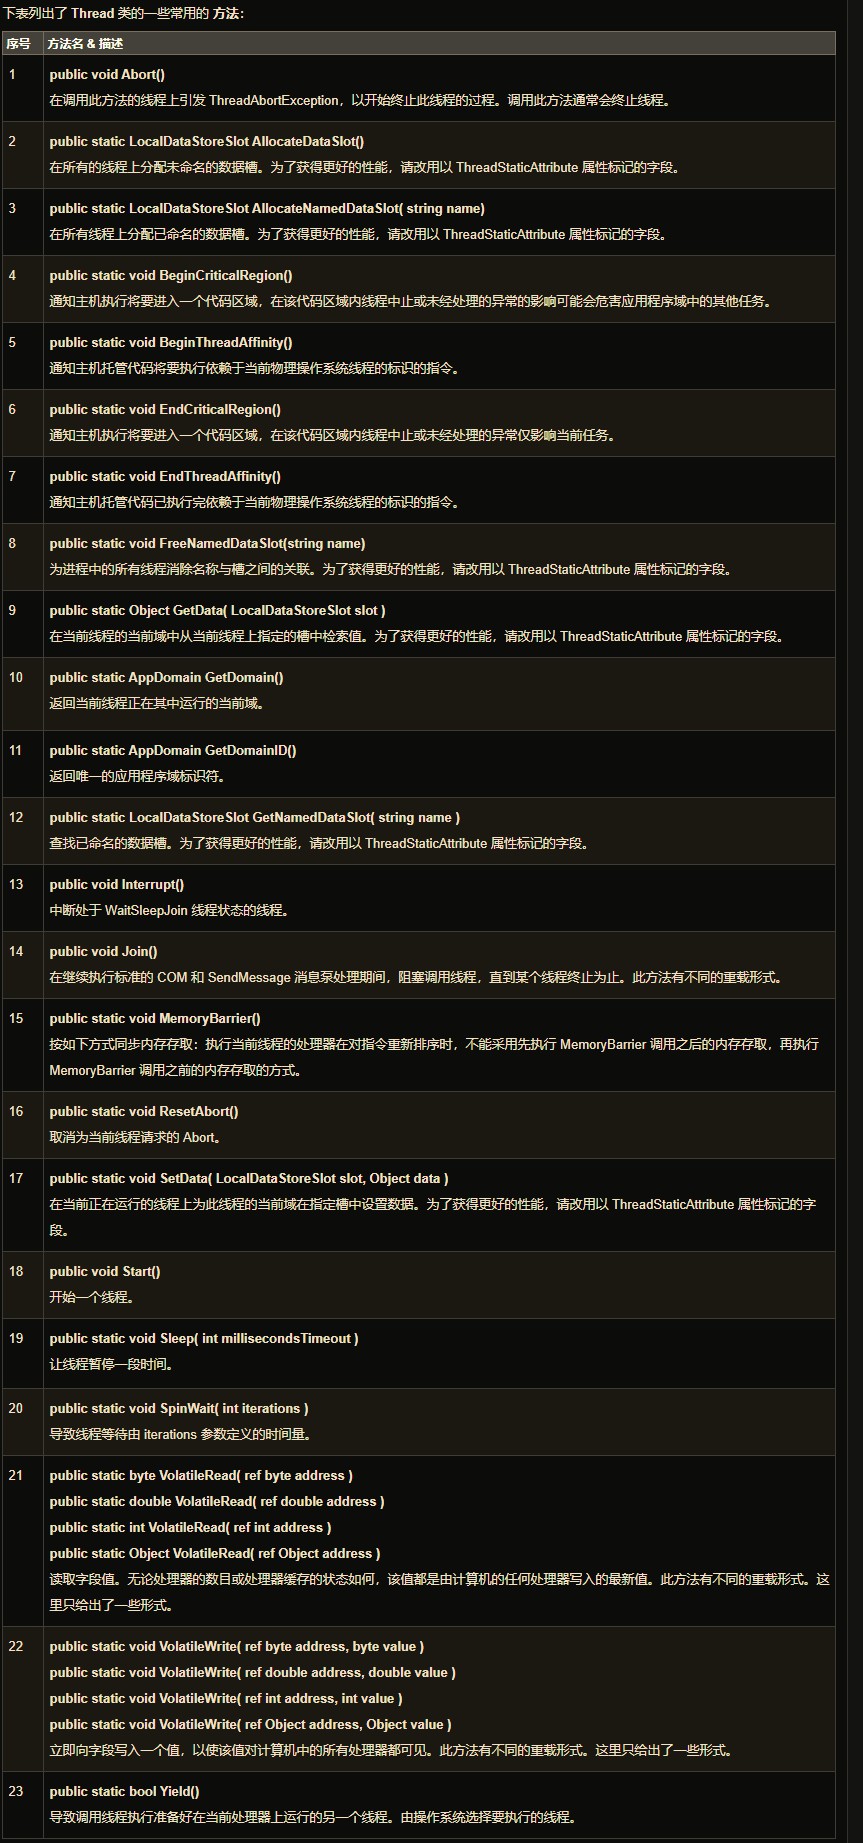 下表列出了 Thread 类的一些常用的 方法：
序号 方法名 & 描述
1 public void Abort()
在调用此方法的线程上引发 ThreadAbortException，以开始终止此线程的过程。调用此方法通常会终止线程。
2 public static LocalDataStoreSlot AllocateDataSlot()
在所有的线程上分配未命名的数据槽。为了获得更好的性能，请改用以 ThreadStaticAttribute 属性标记的字段。
3 public static LocalDataStoreSlot AllocateNamedDataSlot( string name)
在所有线程上分配已命名的数据槽。为了获得更好的性能，请改用以 ThreadStaticAttribute 属性标记的字段。
4 public static void BeginCriticalRegion()
通知主机执行将要进入一个代码区域，在该代码区域内线程中止或未经处理的异常的影响可能会危害应用程序域中的其他任务。
5 public static void BeginThreadAffinity()
通知主机托管代码将要执行依赖于当前物理操作系统线程的标识的指令。
6 public static void EndCriticalRegion()
通知主机执行将要进入一个代码区域，在该代码区域内线程中止或未经处理的异常仅影响当前任务。
7 public static void EndThreadAffinity()
通知主机托管代码已执行完依赖于当前物理操作系统线程的标识的指令。
8 public static void FreeNamedDataSlot(string name)
为进程中的所有线程消除名称与槽之间的关联。为了获得更好的性能，请改用以 ThreadStaticAttribute 属性标记的字段。
9 public static Object GetData( LocalDataStoreSlot slot )
在当前线程的当前域中从当前线程上指定的槽中检索值。为了获得更好的性能，请改用以 ThreadStaticAttribute 属性标记的字段。
10 public static AppDomain GetDomain()
返回当前线程正在其中运行的当前域。
11 public static AppDomain GetDomainID()
返回唯一的应用程序域标识符。
12 public static LocalDataStoreSlot GetNamedDataSlot( string name )
查找已命名的数据槽。为了获得更好的性能，请改用以 ThreadStaticAttribute 属性标记的字段。
13 public void Interrupt()
中断处于 WaitSleepJoin 线程状态的线程。
14 public void Join()
在继续执行标准的 COM 和 SendMessage 消息泵处理期间，阻塞调用线程，直到某个线程终止为止。此方法有不同的重载形式。
15 public static void MemoryBarrier()
按如下方式同步内存存取：执行当前线程的处理器在对指令重新排序时，不能采用先执行 MemoryBarrier 调用之后的内存存取，再执行
MemoryBarrier 调用之前的内存存取的方式。
16 public static void ResetAbort()
取消为当前线程请求的 Abort。
17 public static void SetData( LocalDataStoreSlot slot, Object data )
在当前正在运行的线程上为此线程的当前域在指定槽中设置数据。为了获得更好的性能，请改用以 ThreadStaticAttribute 属性标记的字
段。
18 public void Start()
开始一个线程。
19 public static void Sleep( int millisecondsTimeout )
让线程暂停一段时间。
20 public static void SpinWait( int iterations )
导致线程等待由 iterations 参数定义的时间量。
21 public static byte VolatileRead( ref byte address )
public static double VolatileRead( ref double address )
public static int VolatileRead( ref int address )
public static Object VolatileRead( ref Object address )
读取字段值。无论处理器的数目或处理器缓存的状态如何，该值都是由计算机的任何处理器写入的最新值。此方法有不同的重载形式。这
里只给出了一些形式。
22 public static void VolatileWrite( ref byte address, byte value )
public static void VolatileWrite( ref double address, double value )
public static void VolatileWrite( ref int address, int value )
public static void VolatileWrite( ref Object address, Object value )
立即向字段写入一个值，以使该值对计算机中的所有处理器都可见。此方法有不同的重载形式。这里只给出了一些形式。
23 public static bool Yield()
导致调用线程执行准备好在当前处理器上运行的另一个线程。由操作系统选择要执行的线程。